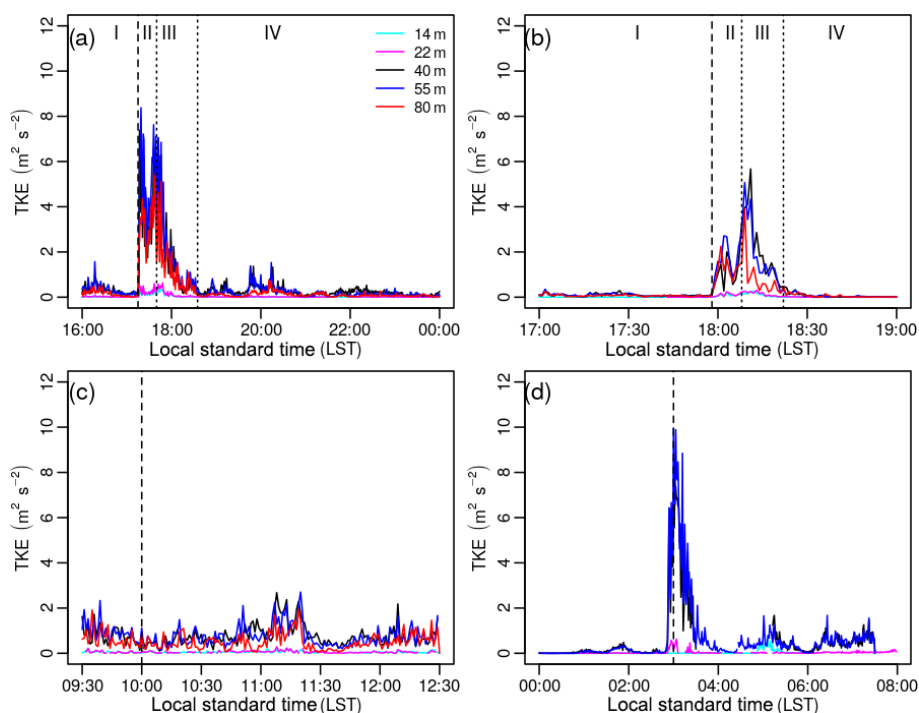 (a) I II III IV
14 m
22 m
40 m
55 m
80 m
TKE (m² s⁻²)
0 2 4 6 8 10 12
16:00 18:00 20:00 22:00 00:00
Local standard time (LST)
(b) I II III IV
TKE (m² s⁻²)
0 2 4 6 8 10 12
17:00 17:30 18:00 18:30 19:00
Local standard time (LST)
(c)
TKE (m² s⁻²)
0 2 4 6 8 10 12
09:30 10:00 10:30 11:00 11:30 12:00 12:30
Local standard time (LST)
(d)
TKE (m² s⁻²)
0 2 4 6 8 10 12
00:00 02:00 04:00 06:00 08:00
Local standard time (LST)